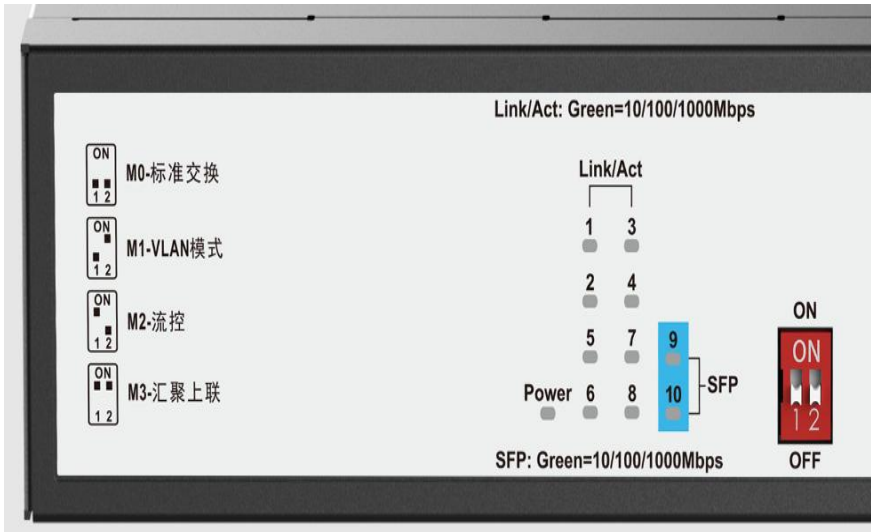 Link/Act: Green=10/100/1000Mbps
ON
1 2
M0-标准交换
ON
1 2
M1-VLAN模式
ON
1 2
M2-流控
ON
1 2
M3-汇聚上联
Link/Act
1 3
2 4
5 7 9
Power 6 8 10
SFP
SFP: Green=10/100/1000Mbps
ON
ON
1 2
OFF